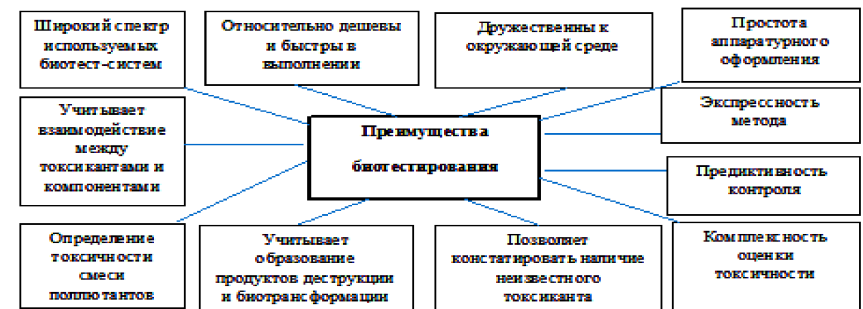 Широкий спектр
используемых
биотест-систем
Относительно дешевы
и быстры в
выполнении
Дружественны к
окружающей среде
Простота
аппаратурного
оформления
Учитывает
взаимодействие
между
токсикантами и
компонентами
Преимущества
биотестирования
Экспрессность
метода
Предиктивность
контроля
Определение
токсичности
смеси
поллютантов
Учитывает
образование
продуктов деструкции
и биотрансформации
Позволяет
констатировать наличие
неизвестного
токсиканта
Комплексность
оценки
токсичности